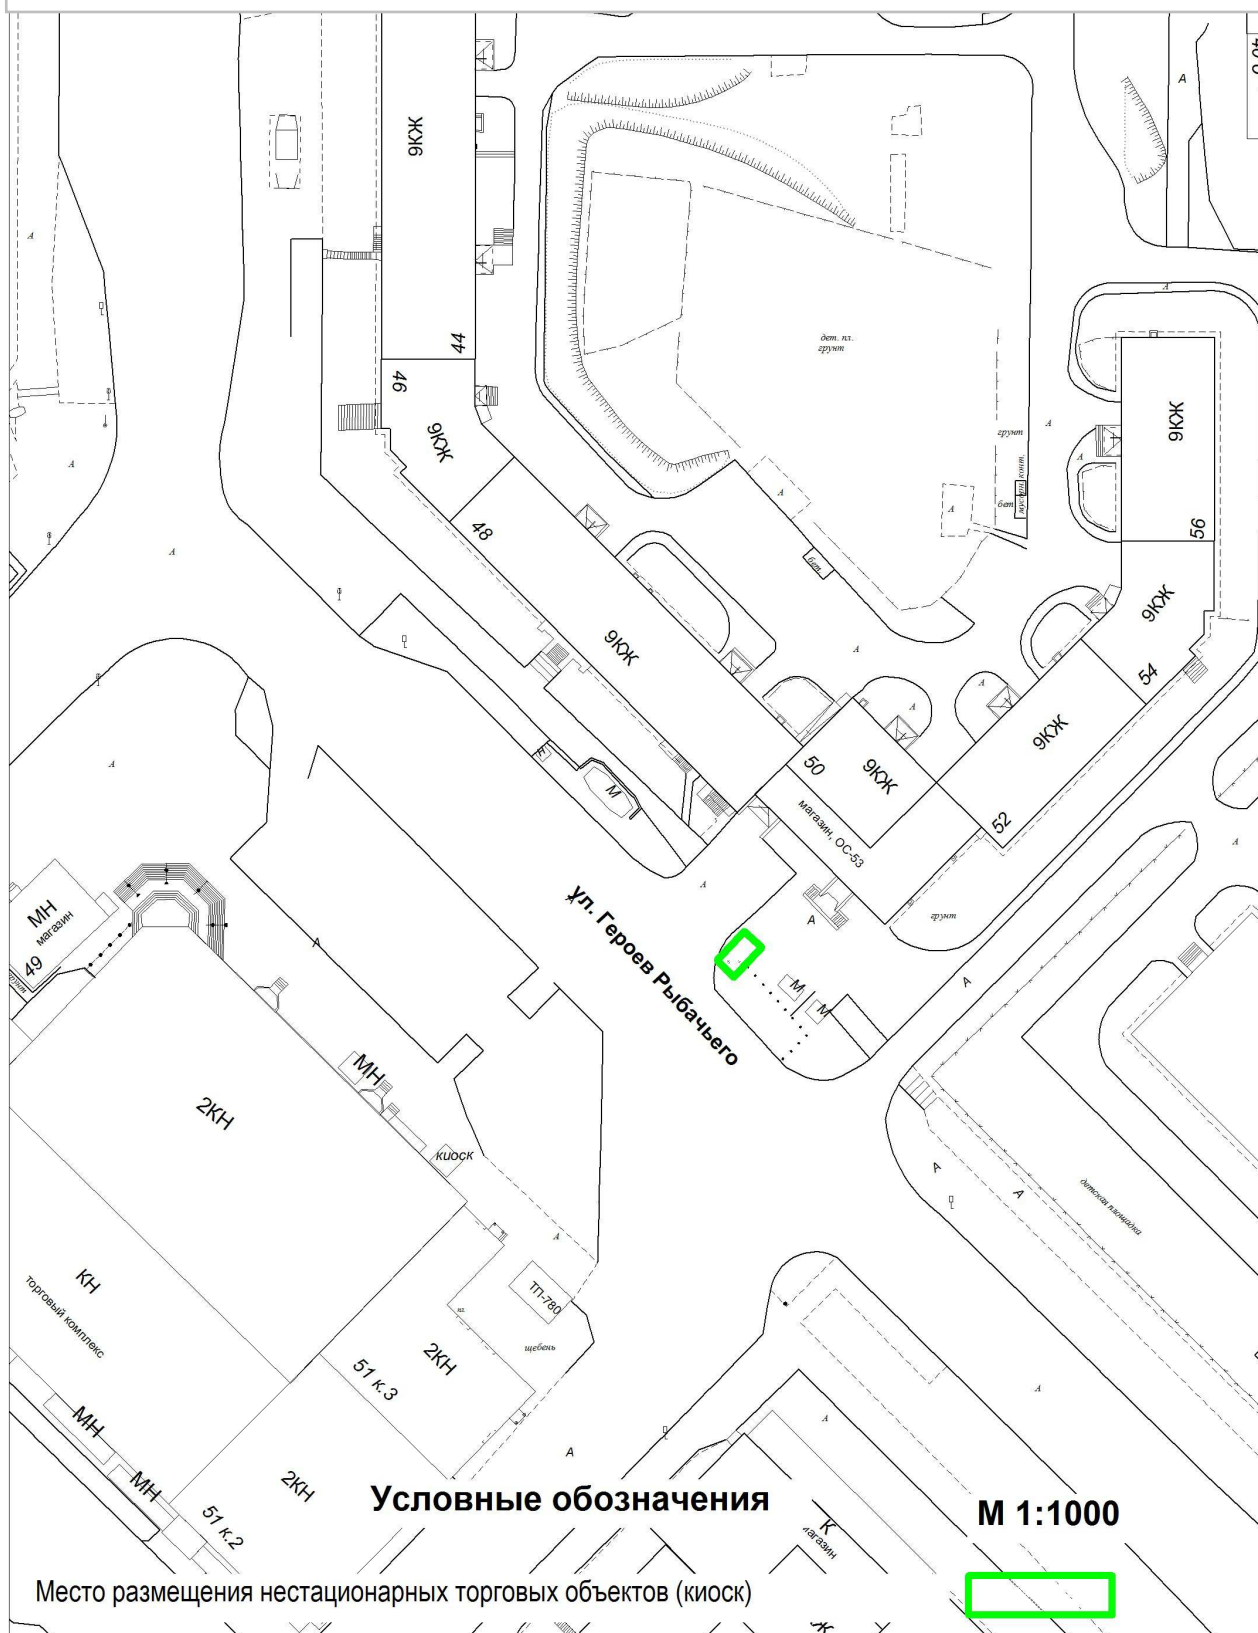 А
9КЖ
А
44
46
дет. пл.
грунт
А
9КЖ
грунт
А
9КЖ
А
А
А
48
бет.
А
56
А
бет.
9КЖ
9КЖ
А
54
А
А
9КЖ
50
9КЖ
А
М
52
магазин, ОС-53
А
МН
магазин
49
ул. Героев Рыбачьего
А
грунт
А
А
М
М
МН
2КН
киоск
А
А
детская площадка
А
КН
торговый комплекс
ТП-780
щебень
2КН
51 к.3
А
А
МН
МН
2КН
51 к.2
А
К
магазин
Условные обозначения
М 1:1000
Место размещения нестационарных торговых объектов (киоск)